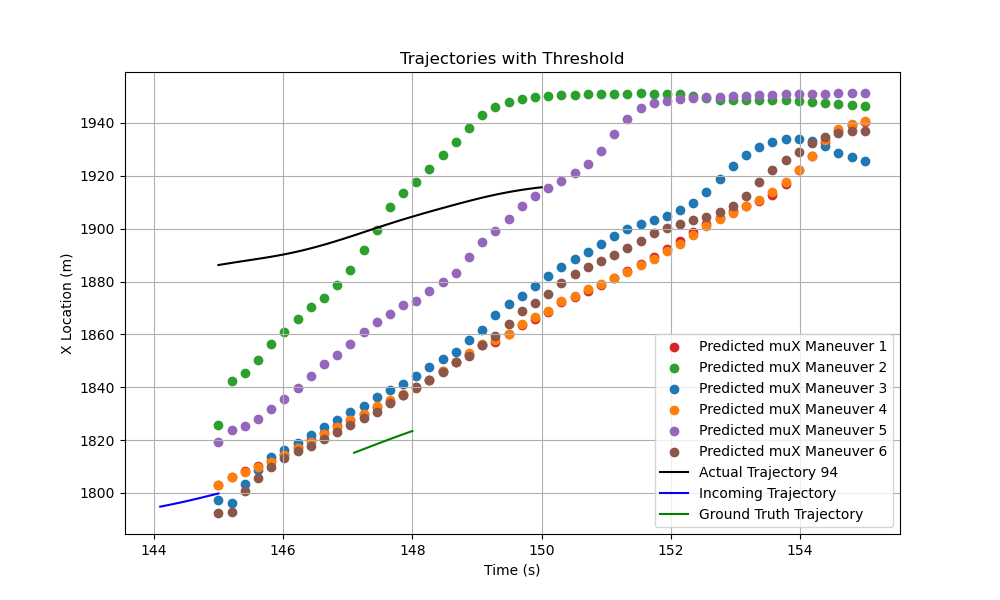 Trajectories with Threshold
X Location (m)
1940
1920
1900
1880
1860
1840
1820
1800
144 146 148 150 152 154
Time (s)
Predicted muX Maneuver 1
Predicted muX Maneuver 2
Predicted muX Maneuver 3
Predicted muX Maneuver 4
Predicted muX Maneuver 5
Predicted muX Maneuver 6
Actual Trajectory 94
Incoming Trajectory
Ground Truth Trajectory